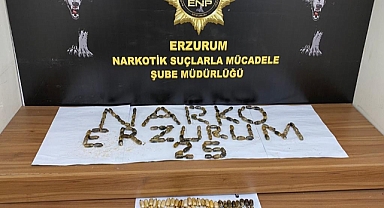 ENP
ERZURUM
NARKOTİK SUÇLARLA MÜCADELE
ŞUBE MÜDÜRLÜĞÜ
NARKO
ERZURUM
25